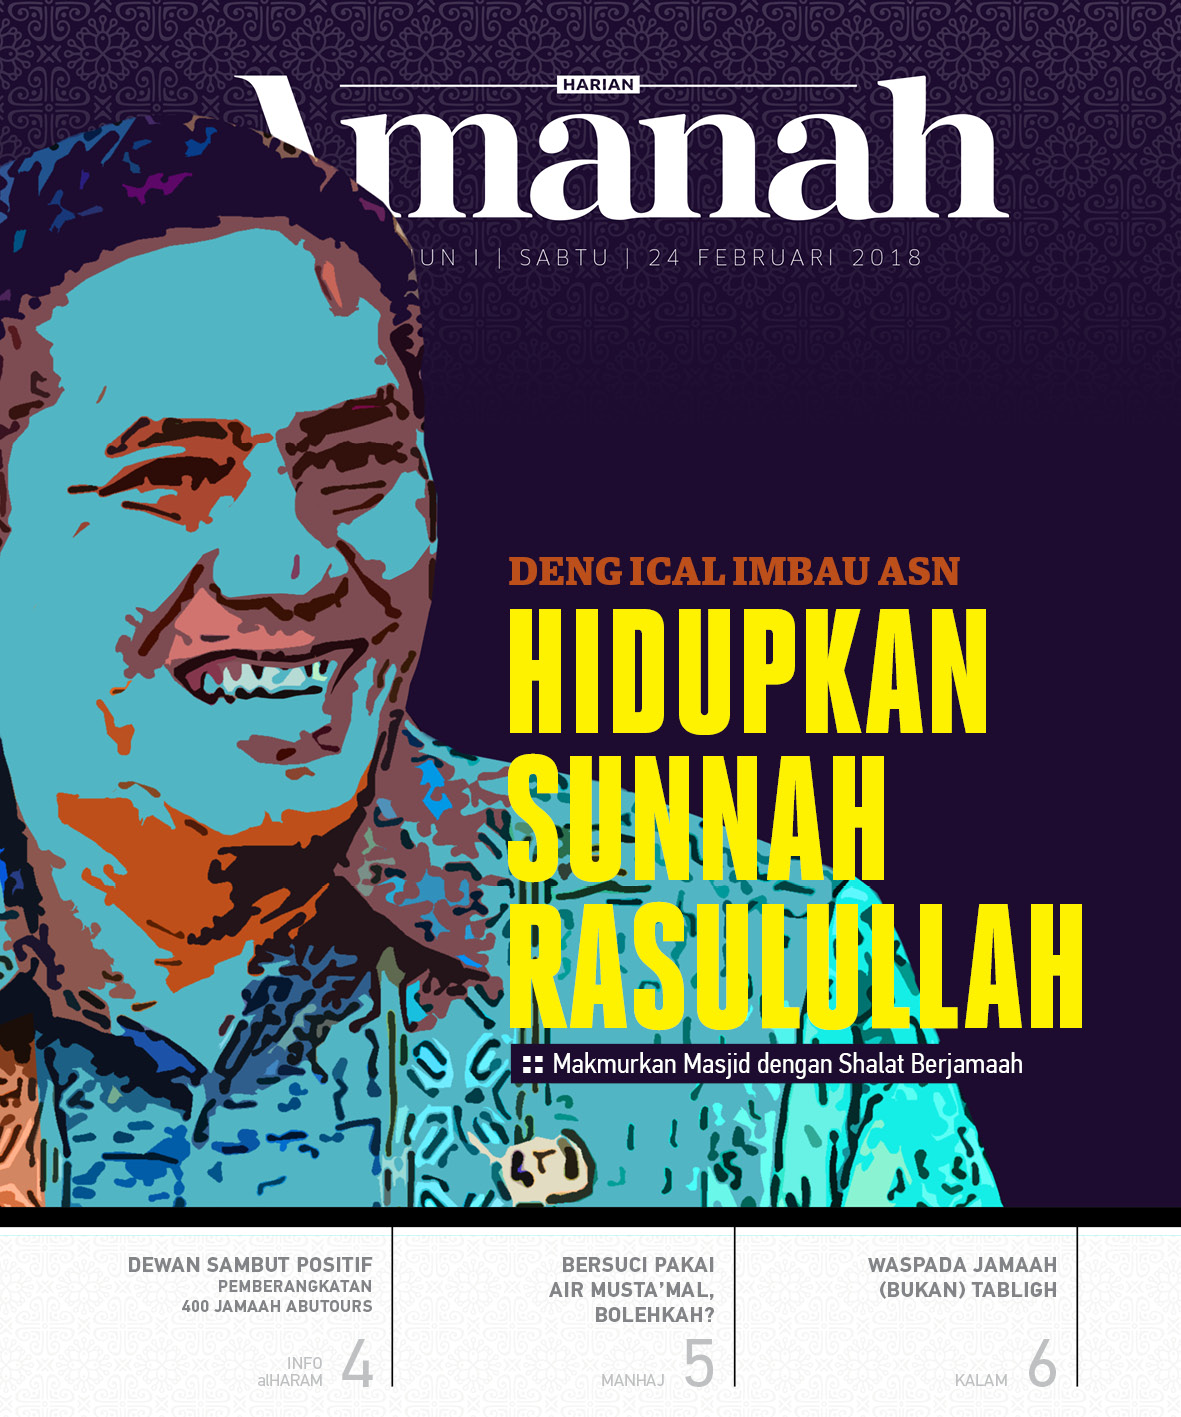 HARIAN
Amanah
UN I | SABTU | 24 FEBRUARI 2018
DENG ICAL IMBAU ASN
HIDUPKAN
SUNNAH
RASULULLAH
Makmurkan Masjid dengan Shalat Berjamaah
DEWAN SAMBUT POSITIF
PEMBERANGKATAN
400 JAMAAH ABUTOURS
INFO
alHARAM 4
BERSUCI PAKAI
AIR MUSTA’MAL,
BOLEHKAH?
MANHAJ 5
WASPADA JAMAAH
(BUKAN) TABLIGH
KALAM 6